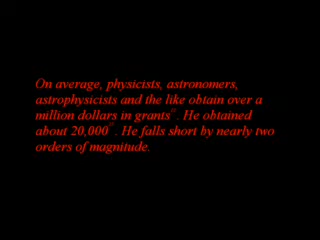 On average, physicists, astronomers,
astrophysicists and the like obtain over a
million dollars in grants°. He obtained
about 20,000°. He falls short by nearly two
orders of magnitude.